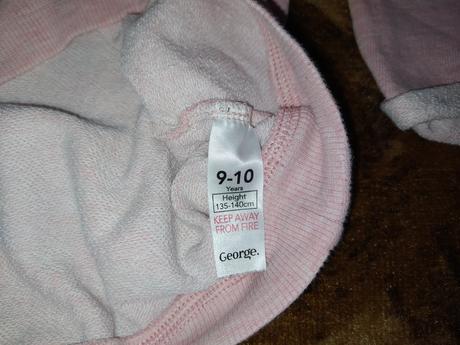 9-10
Years
Height
135-140cm
KEEP AWAY
FROM FIRE
George.